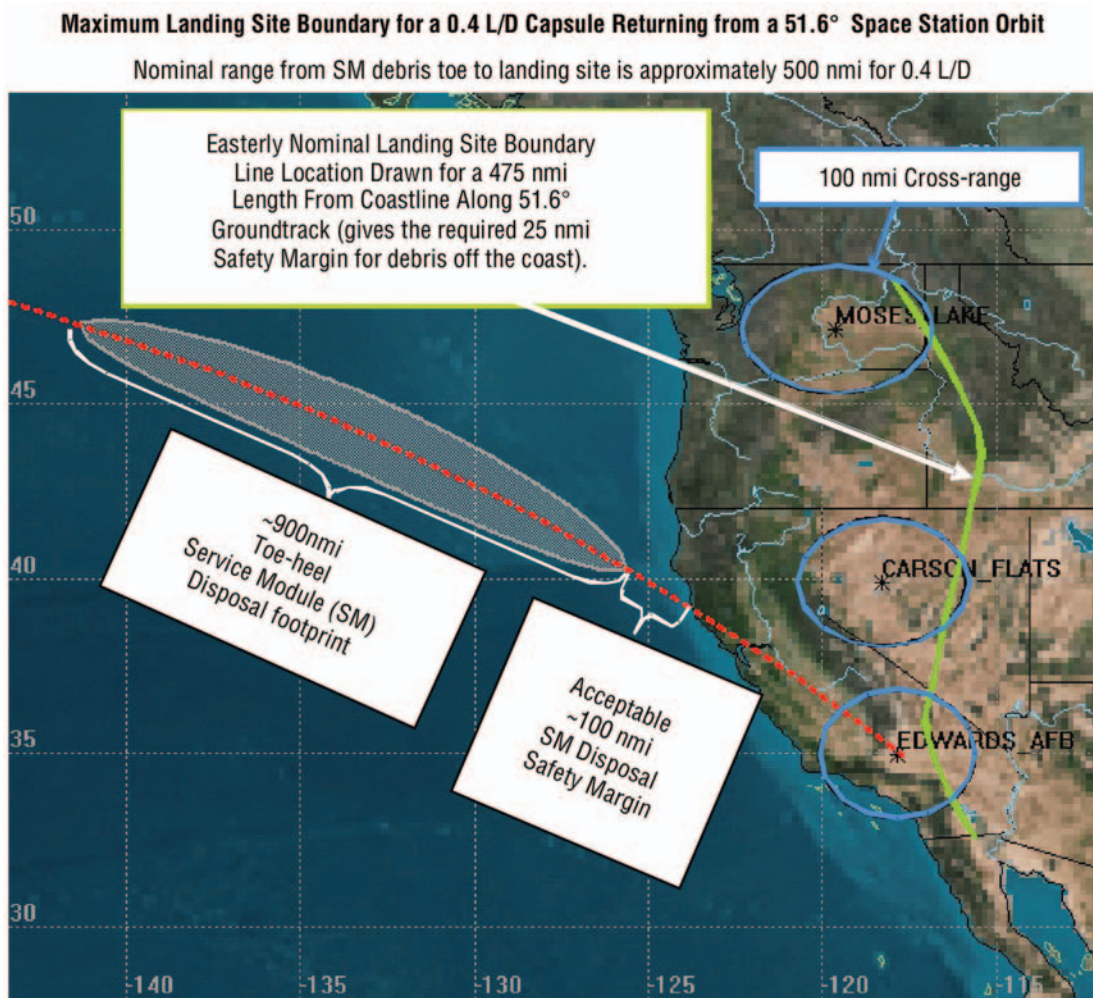 Maximum Landing Site Boundary for a 0.4 L/D Capsule Returning from a 51.6° Space Station Orbit
Nominal range from SM debris toe to landing site is approximately 500 nmi for 0.4 L/D
Easterly Nominal Landing Site Boundary
Line Location Drawn for a 475 nmi
Length From Coastline Along 51.6°
Groundtrack (gives the required 25 nmi
Safety Margin for debris off the coast).
100 nmi Cross-range
50
MOSES_LAKE
45
~900nmi
Toe-heel
Service Module (SM)
Disposal footprint
40
CARSON_FLATS
Acceptable
~100 nmi
SM Disposal
Safety Margin
35
EDWARDS_AFB
30
-140
-135
-130
-125
-120
-115